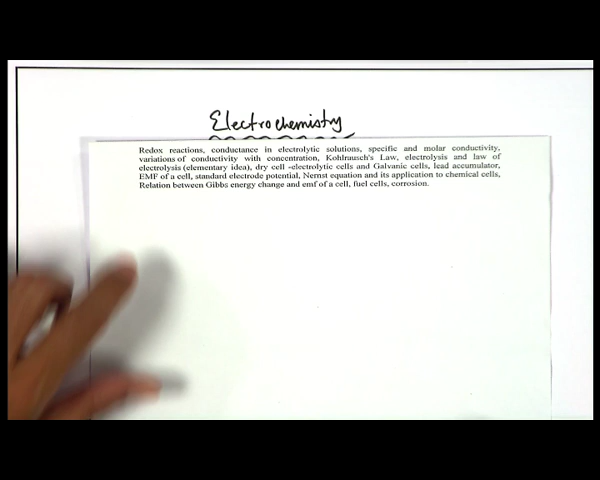 Electrochemistry
Redox reactions, conductance in electrolytic solutions, specific and molar conductivity,
variations of conductivity with concentration, Kohlrausch's Law, electrolysis and law of
electrolysis (elementary idea), dry cell -electrolytic cells and Galvanic cells, lead accumulator,
EMF of a cell, standard electrode potential, Nernst equation and its application to chemical cells,
Relation between Gibbs energy change and emf of a cell, fuel cells, corrosion.